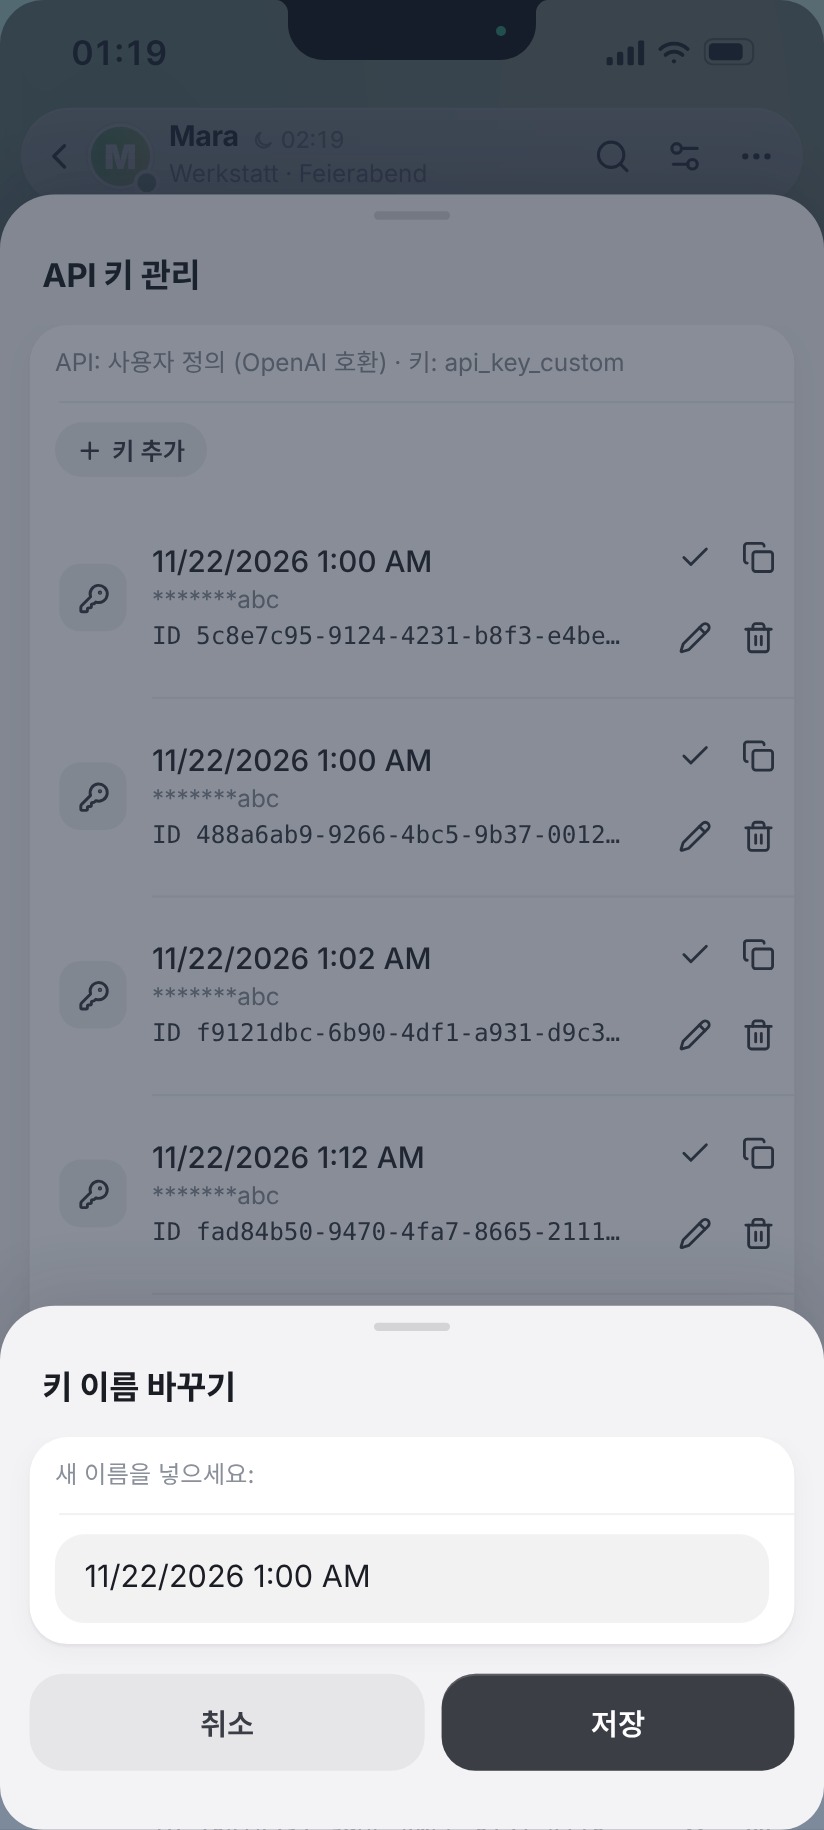 01:19
M
Mara 02:19
Werkstatt · Feierabend
API 키 관리
API: 사용자 정의 (OpenAI 호환) · 키: api_key_custom
+ 키 추가
11/22/2026 1:00 AM
*******abc
ID 5c8e7c95-9124-4231-b8f3-e4be…
11/22/2026 1:00 AM
*******abc
ID 488a6ab9-9266-4bc5-9b37-0012…
11/22/2026 1:02 AM
*******abc
ID f9121dbc-6b90-4df1-a931-d9c3…
11/22/2026 1:12 AM
*******abc
ID fad84b50-9470-4fa7-8665-2111…
키 이름 바꾸기
새 이름을 넣으세요:
11/22/2026 1:00 AM
취소
저장